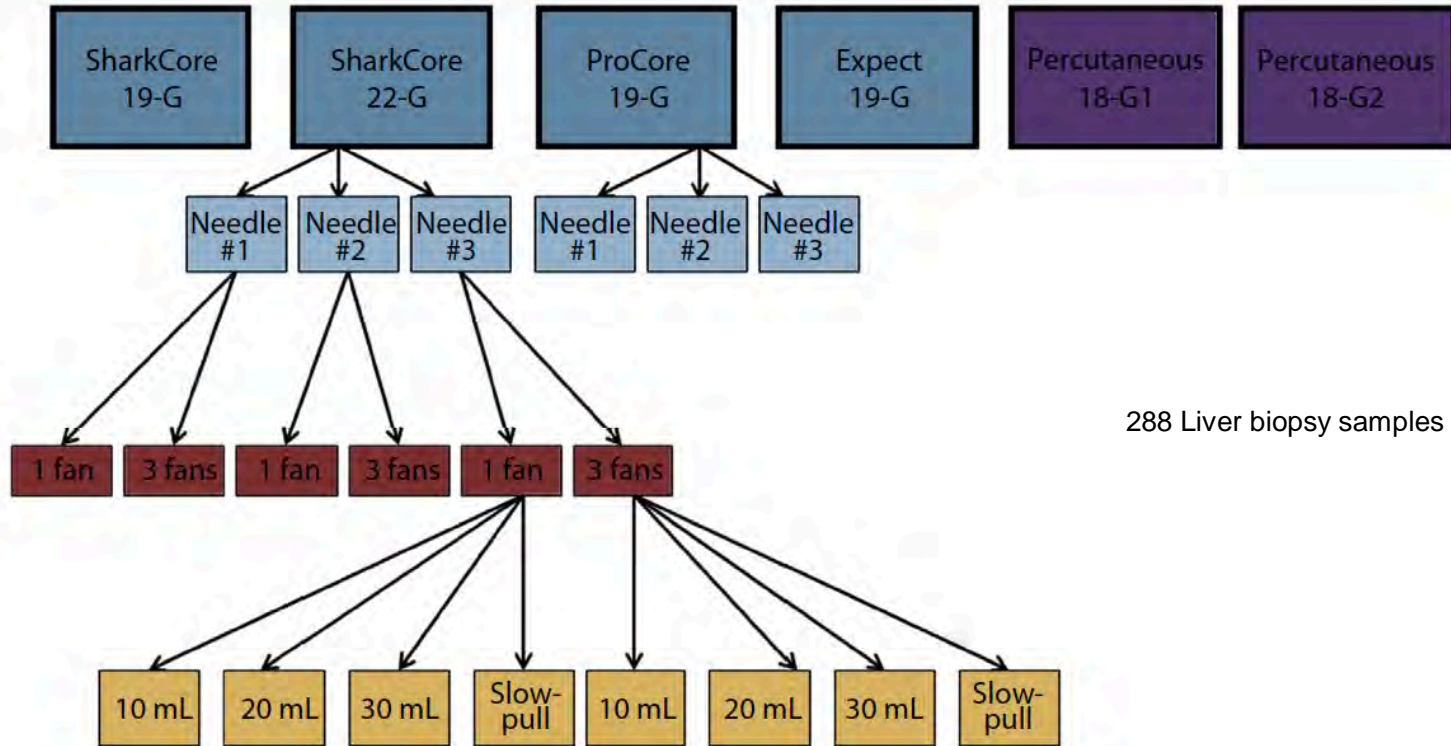 SharkCore
19-G
SharkCore
22-G
ProCore
19-G
Expect
19-G
Percutaneous
18-G1
Percutaneous
18-G2
Needle
#1
Needle
#2
Needle
#3
Needle
#1
Needle
#2
Needle
#3
288 Liver biopsy samples
1 fan
3 fans
1 fan
3 fans
1 fan
3 fans
10 mL
20 mL
30 mL
Slow-
pull
10 mL
20 mL
30 mL
Slow-
pull